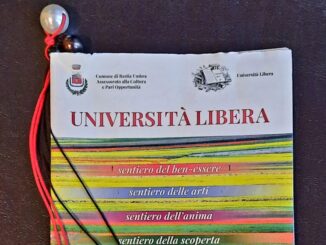 Comune di Bastia Umbra
Assessorato alla Cultura
e Pari Opportunità
Università Libera
UNIVERSITÀ LIBERA
sentiero del ben-essere
sentiero delle arti
sentiero dell'anima
sentiero della scoperta